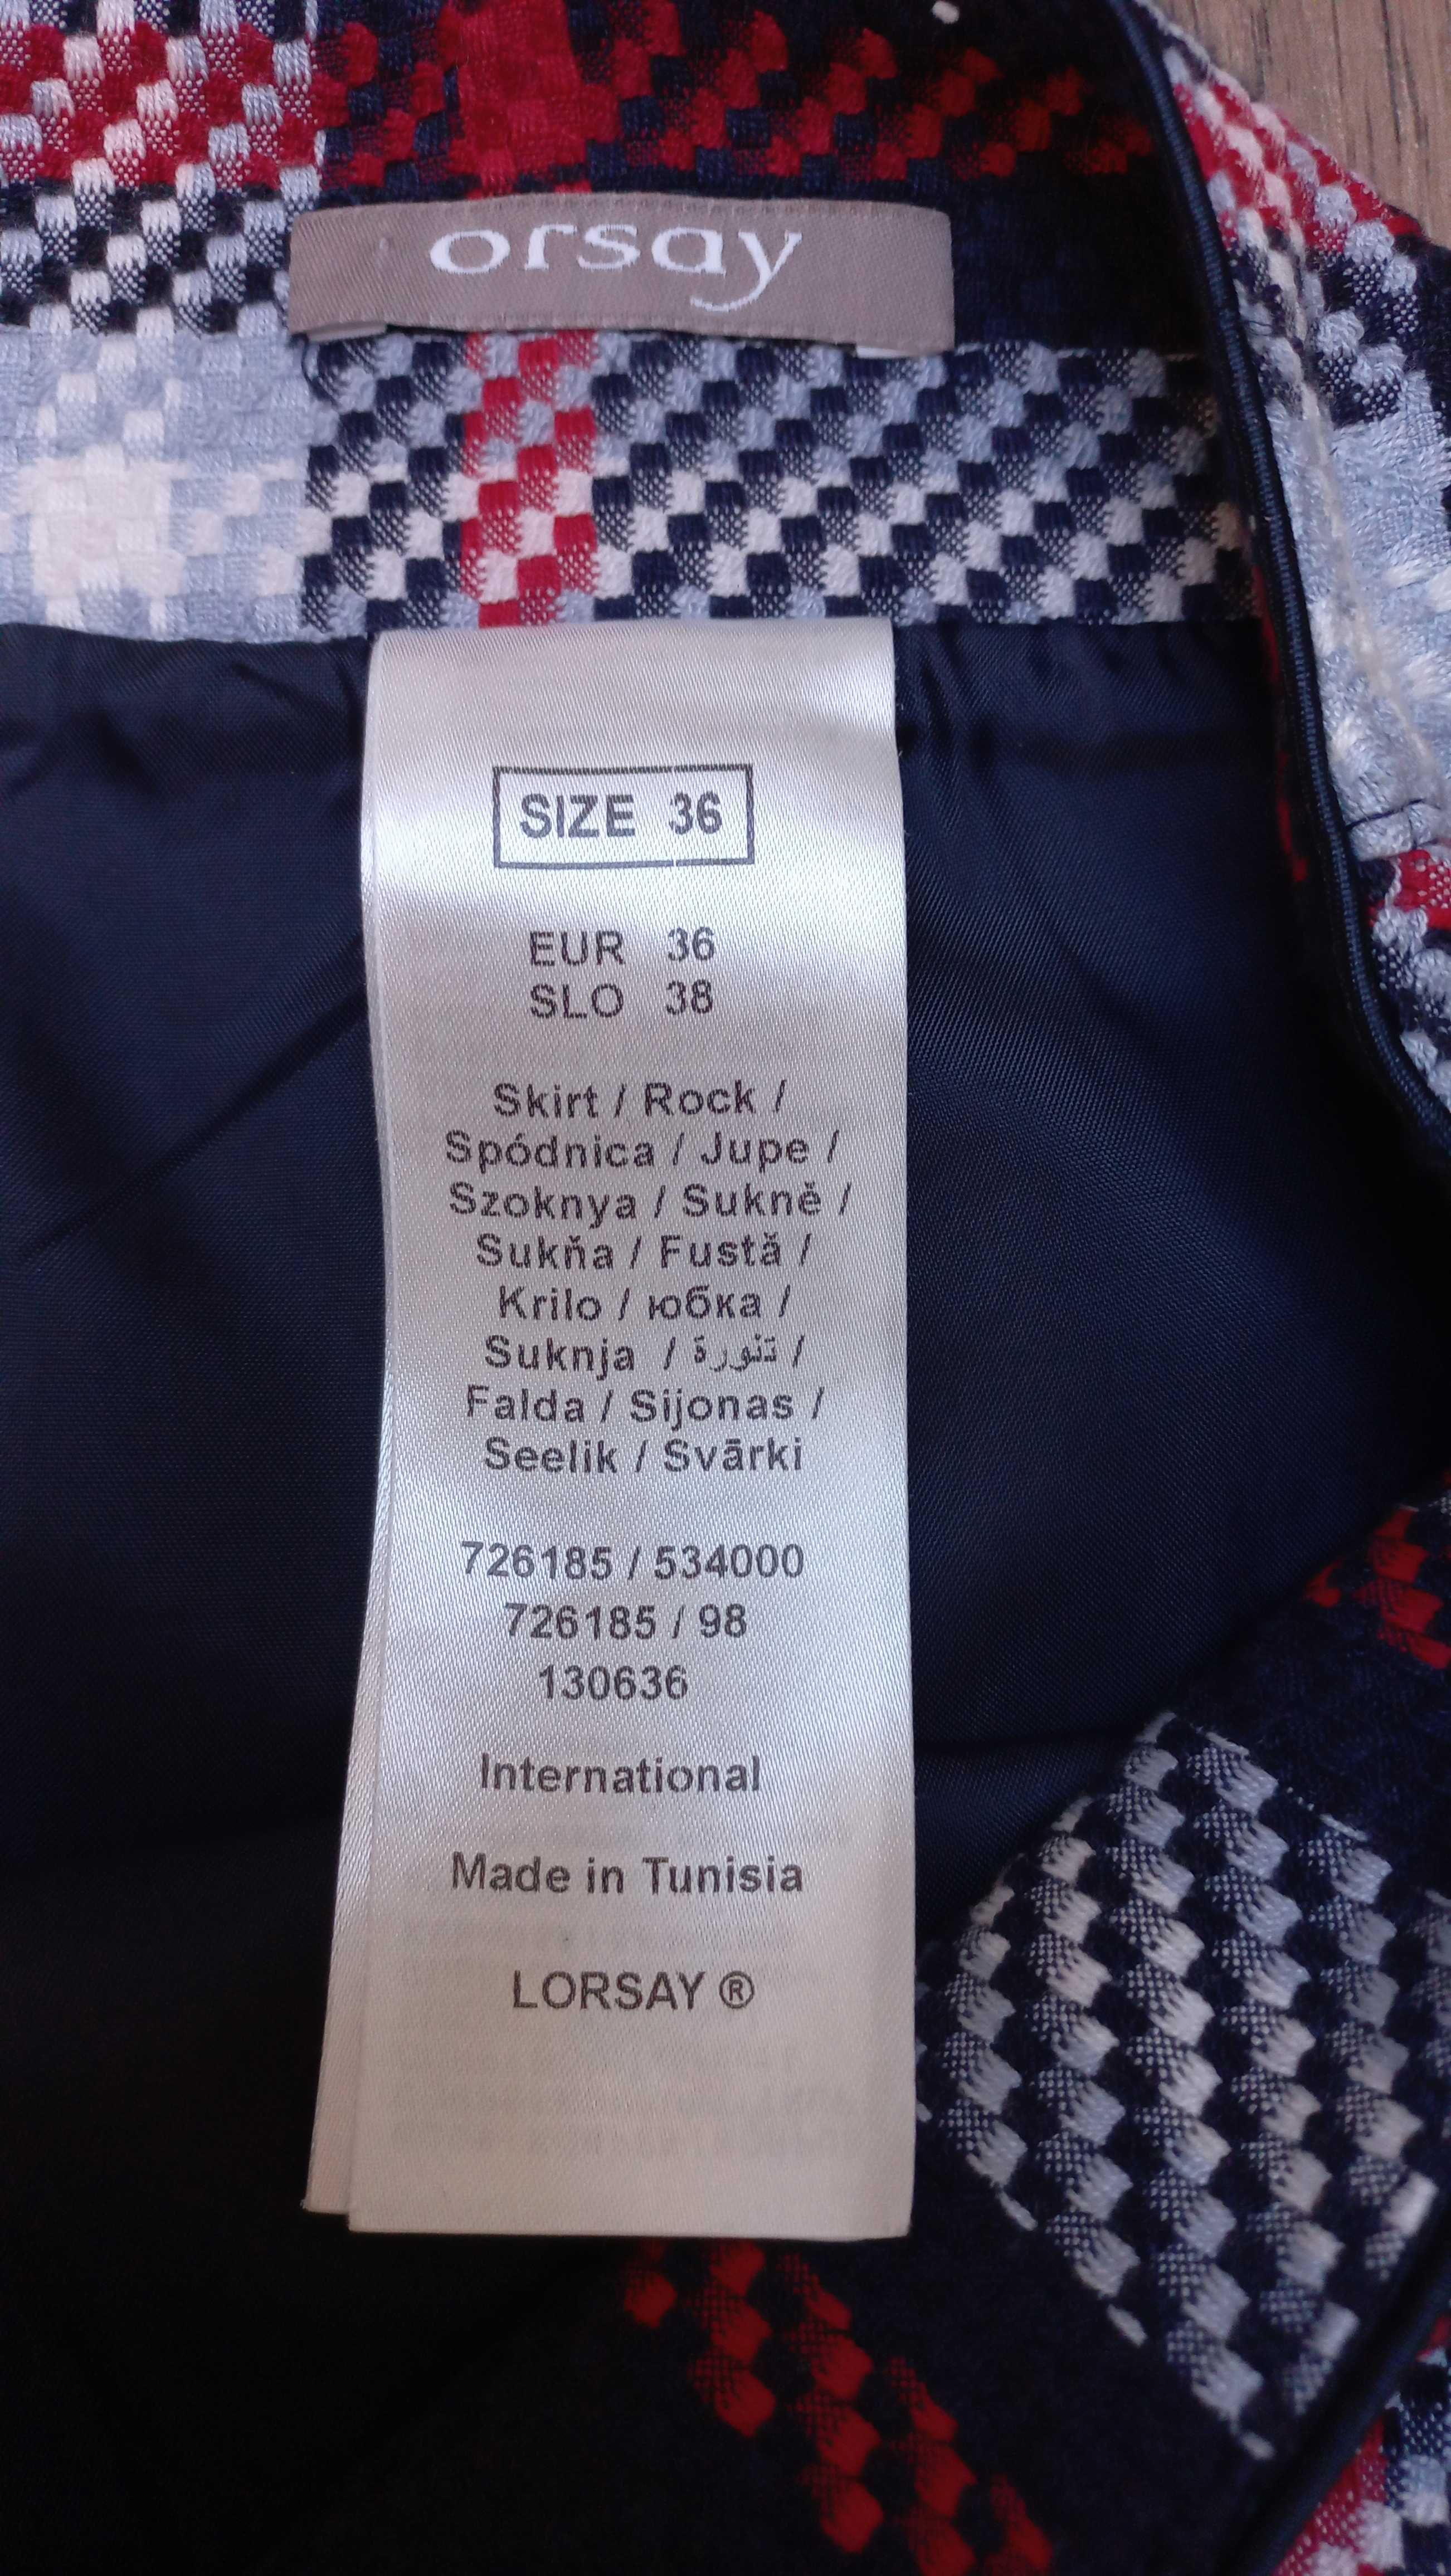 orsay
SIZE 36
EUR 36
SLO 38
Skirt / Rock /
Spódnica / Jupe /
Szoknya / Sukně /
Sukňa / Fustă /
Krilo / юбка /
Suknja / تنورة /
Falda / Sijonas /
Seelik / Svārki
726185 / 534000
726185 / 98
130636
International
Made in Tunisia
LORSAY ®